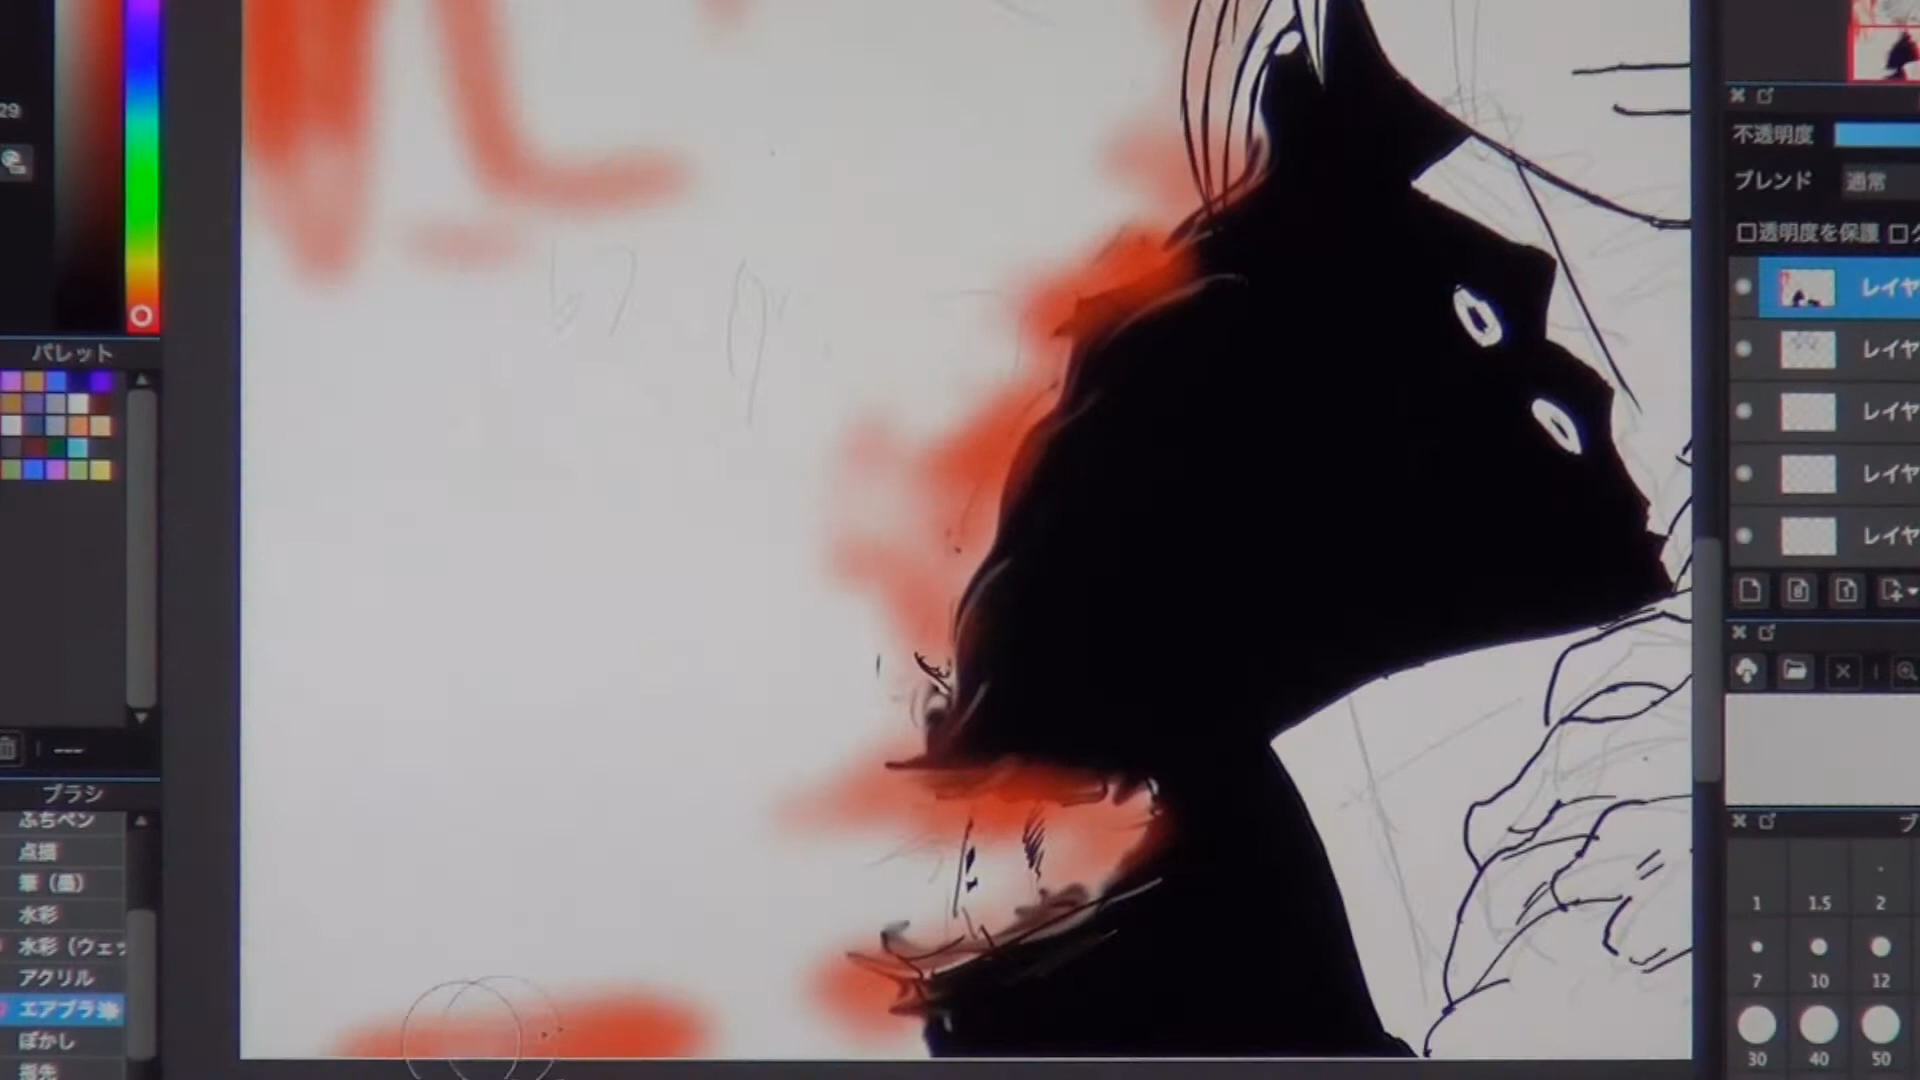 29
パレット
---
ブラシ
ふちペン
点描
筆（墨）
水彩
水彩（ウェッ
アクリル
エアブラシ
ぼかし
指先
不透明度
ブレンド 通常
透明度を保護
レイヤ
レイヤ
レイヤ
レイヤ
レイヤ
8 1
ブ
1 1.5 2
7 10 12
30 40 50